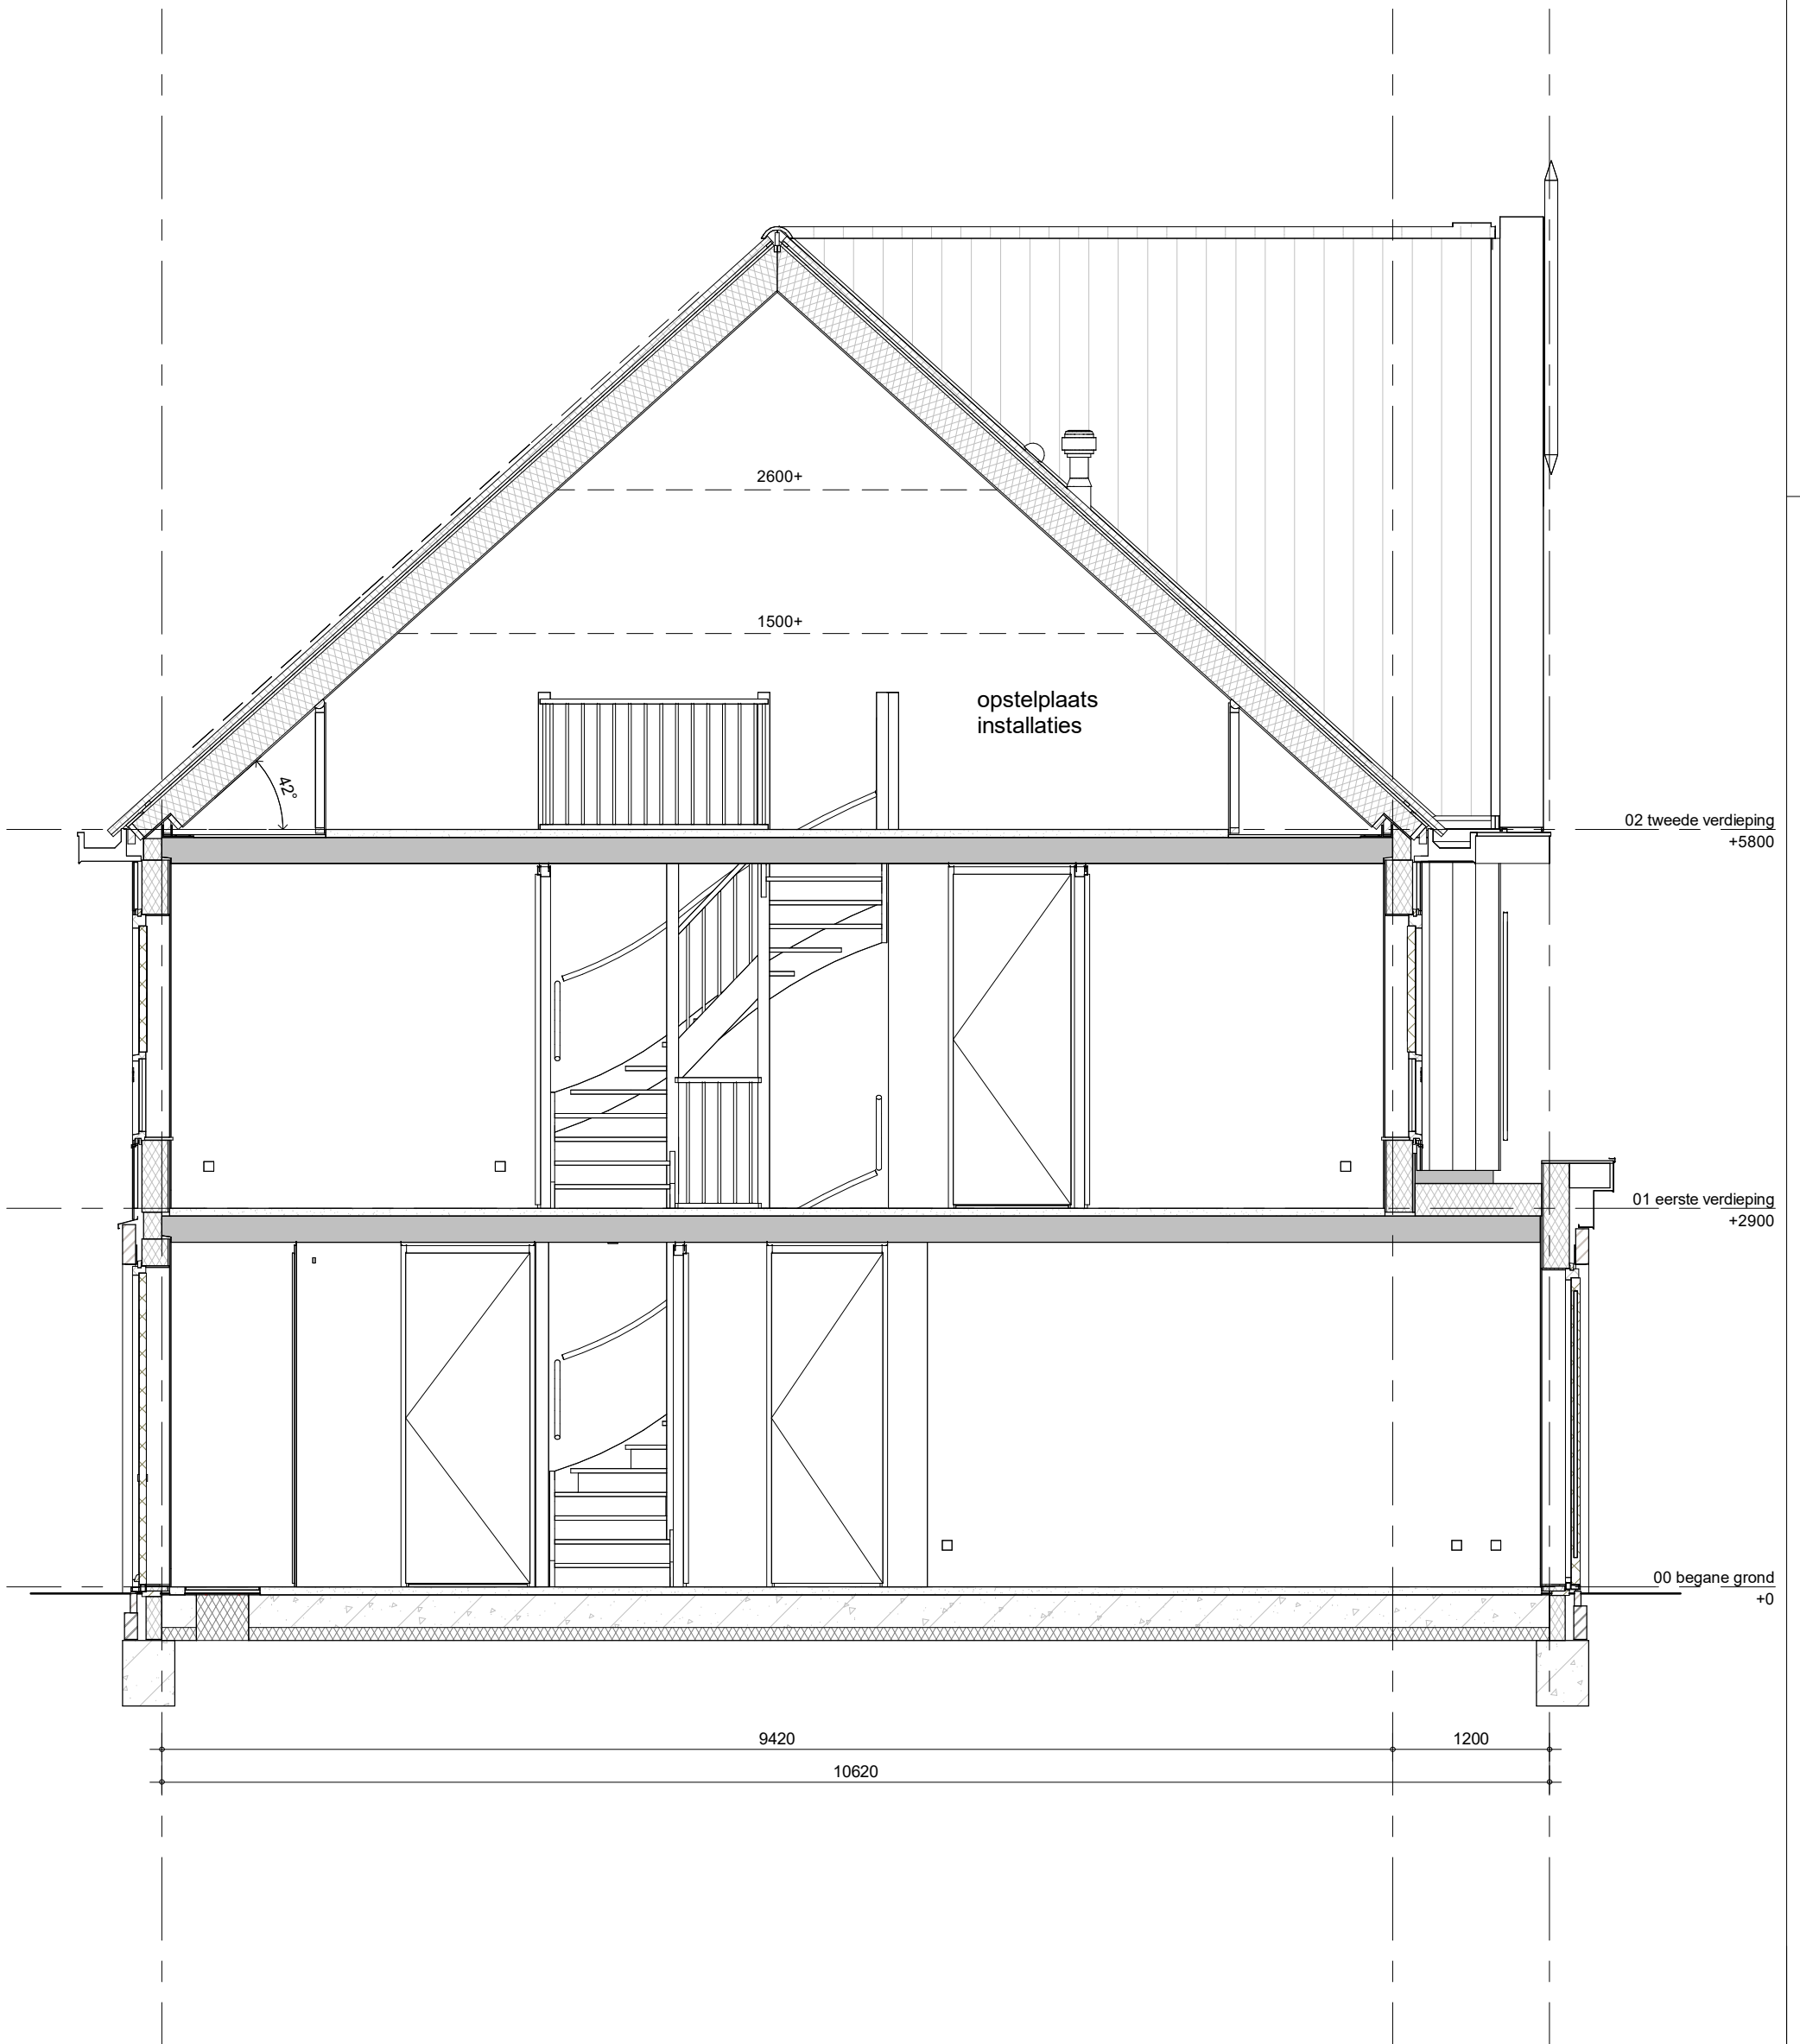 2600+
1500+
opstelplaats
installaties
42°
02 tweede verdieping
+5800
01 eerste verdieping
+2900
00 begane grond
+0
9420
1200
10620